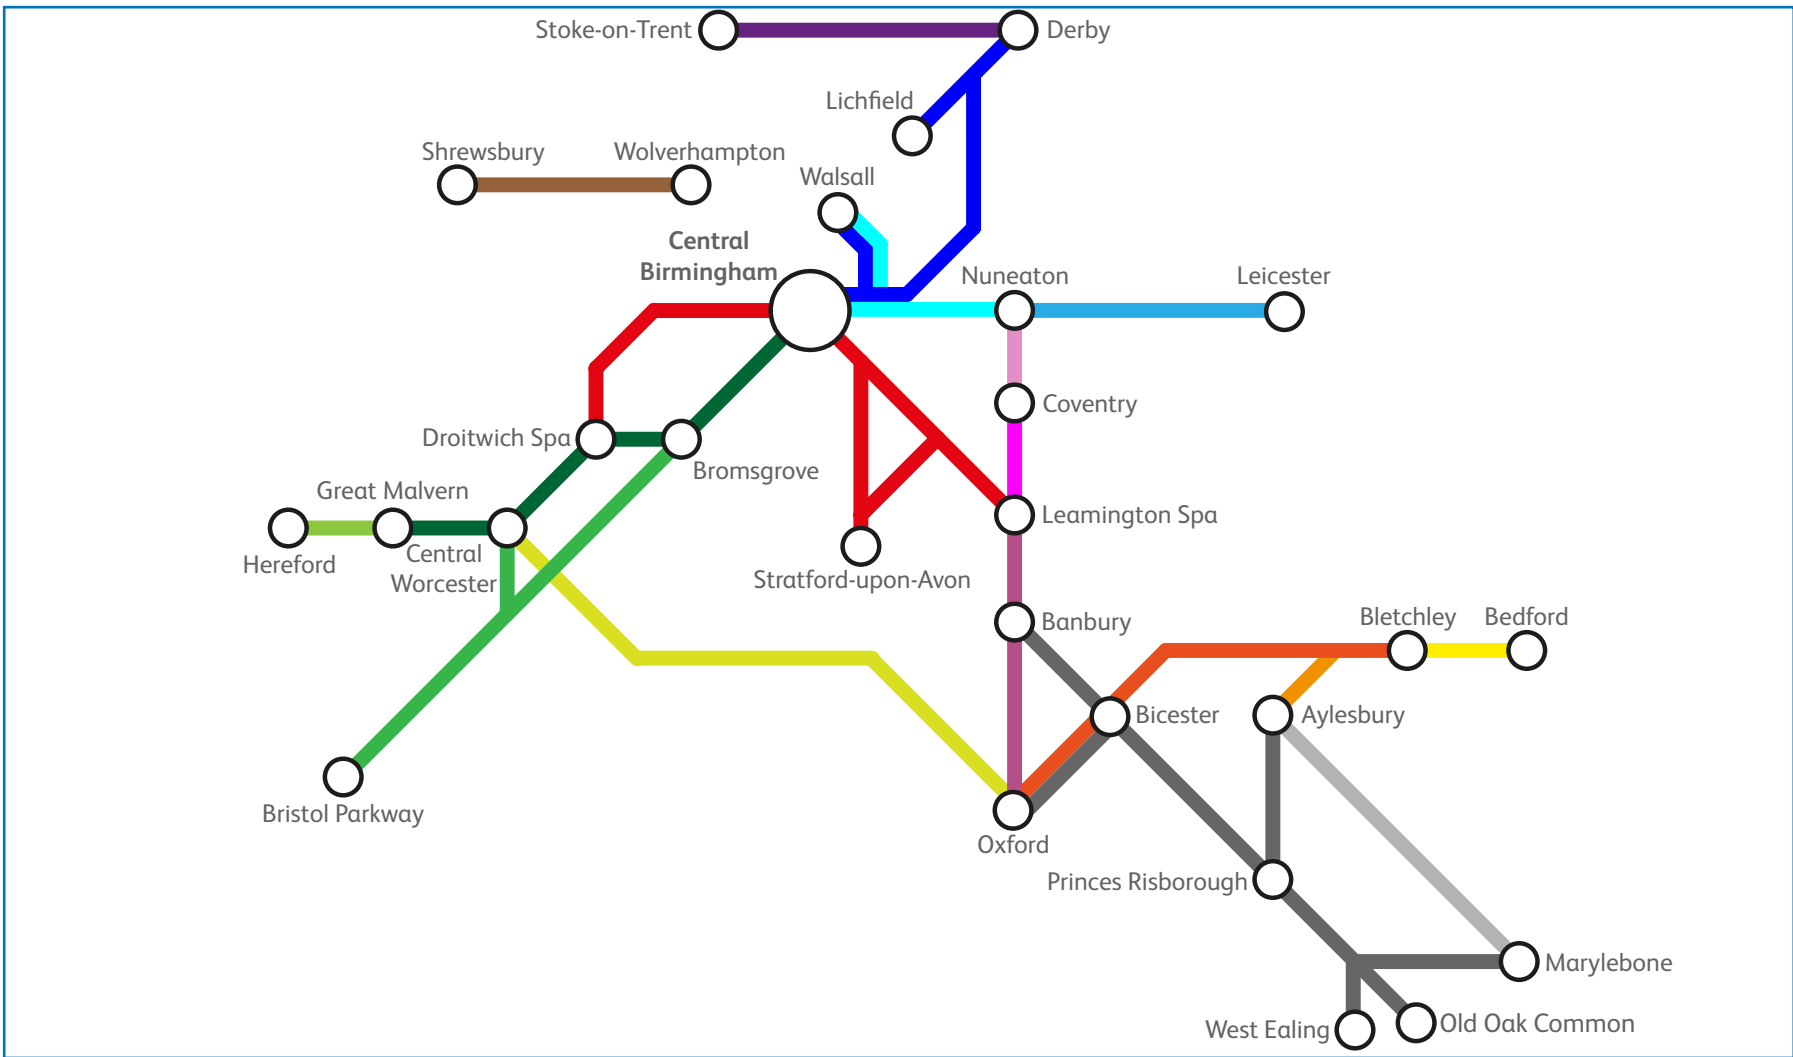 Stoke-on-Trent
Derby
Lichfield
Shrewsbury
Wolverhampton
Walsall
Central
Birmingham
Nuneaton
Leicester
Coventry
Droitwich Spa
Bromsgrove
Great Malvern
Leamington Spa
Hereford
Central
Worcester
Stratford-upon-Avon
Banbury
Bletchley
Bedford
Bicester
Aylesbury
Bristol Parkway
Oxford
Princes Risborough
Marylebone
West Ealing
Old Oak Common